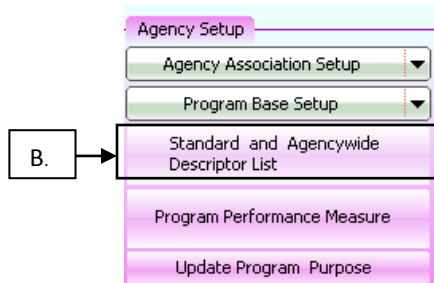 Agency Setup
Agency Association Setup
Program Base Setup
B.
Standard and Agencywide
Descriptor List
Program Performance Measure
Update Program Purpose